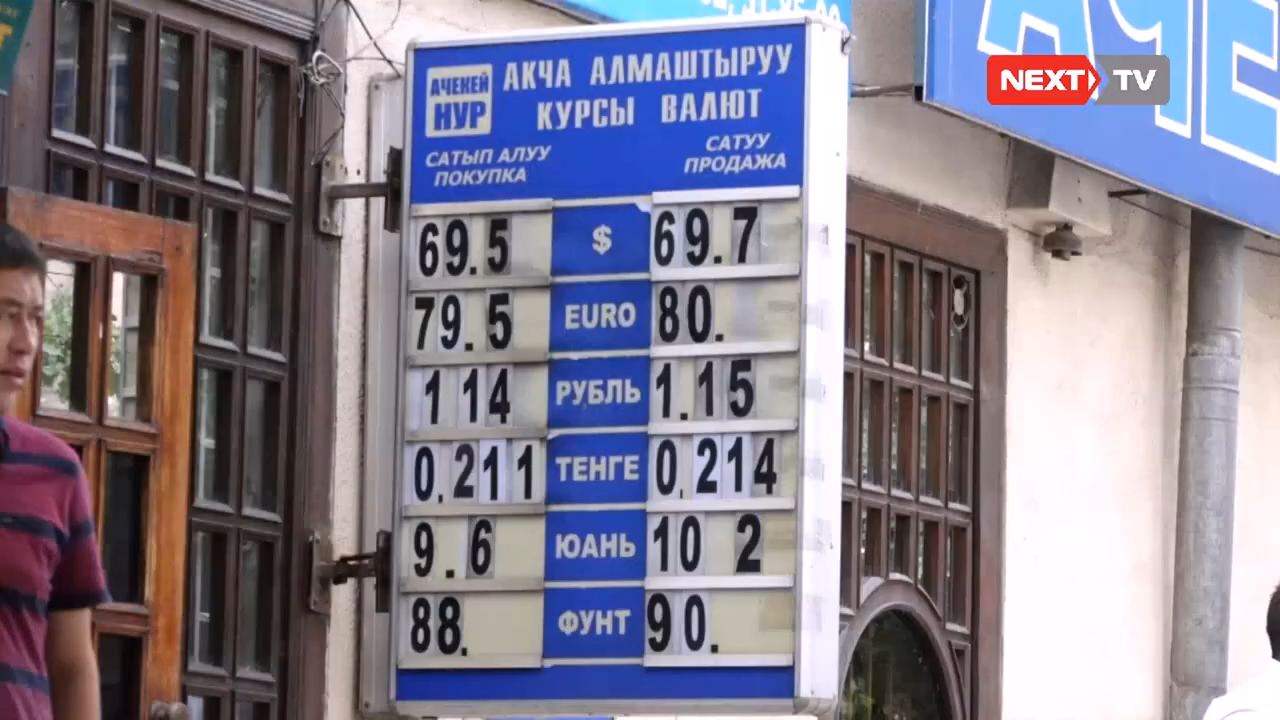 NEXT TV
АЧЕ
АЧЕКЕЙ
НУР
АКЧА АЛМАШТЫРУУ
КУРСЫ ВАЛЮТ
САТЫП АЛУУ
ПОКУПКА
САТУУ
ПРОДАЖА
69.5 $ 69.7
79.5 EURO 80.
1 14 РУБЛЬ 1.15
0.211 ТЕНГЕ 0.214
9.6 ЮАНЬ 10 2
88. ФУНТ 90.